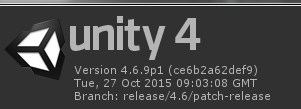 unity 4
Version 4.6.9p1 (ce6b2a62def9)
Tue, 27 Oct 2015 09:03:08 GMT
Branch: release/4.6/patch-release